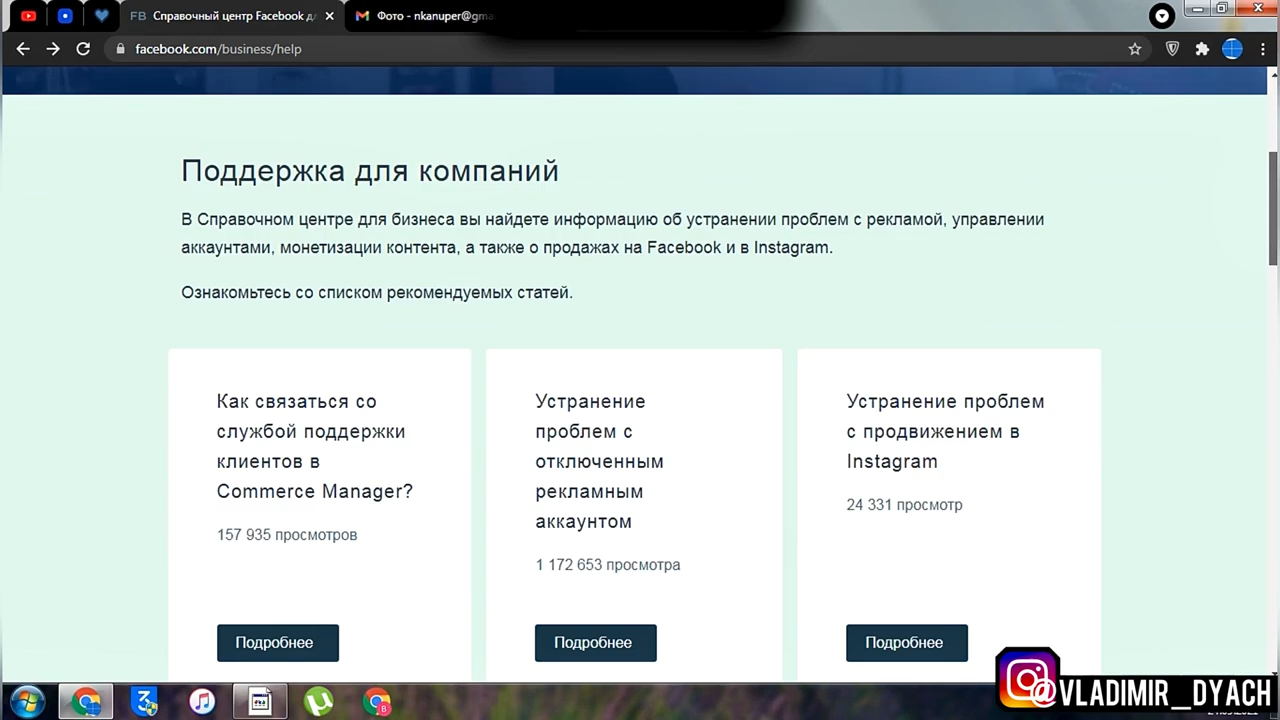 FB Справочный центр Facebook дл
Фото - nkanuper@gma
facebook.com/business/help
Поддержка для компаний
В Справочном центре для бизнеса вы найдете информацию об устранении проблем с рекламой, управлении
аккаунтами, монетизации контента, а также о продажах на Facebook и в Instagram.
Ознакомьтесь со списком рекомендуемых статей.
Как связаться со
службой поддержки
клиентов в
Commerce Manager?
157 935 просмотров
Подробнее
Устранение
проблем с
отключенным
рекламным
аккаунтом
1 172 653 просмотра
Подробнее
Устранение проблем
с продвижением в
Instagram
24 331 просмотр
Подробнее
@VLADIMIR_DYACH